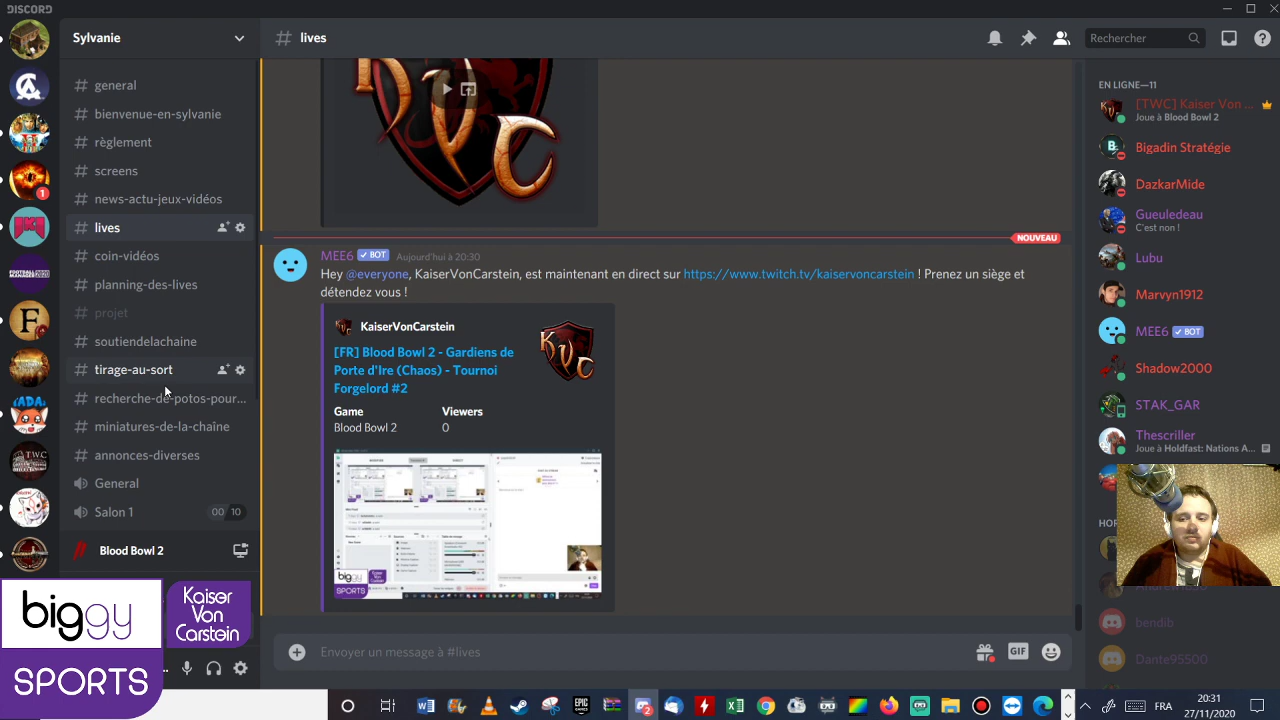 DISCORD
Sylvanie
# lives
Rechercher
general
bienvenue-en-sylvanie
règlement
screens
news-actu-jeux-vidéos
lives
coin-vidéos
planning-des-lives
projet
soutiendelachaine
tirage-au-sort
recherche-de-potos-pour...
miniatures-de-la-chaîne
annonces-diverses
General
Salon 1 00 10
Blood Bowl 2
biggy
SPORTS
Kaiser
Von
Carstein
KVC
NOUVEAU
MEE6 BOT Aujourd'hui à 20:30
Hey @everyone, KaiserVonCarstein, est maintenant en direct sur https://www.twitch.tv/kaiservoncarstein ! Prenez un siège et
détendez vous !
KaiserVonCarstein
KVC
[FR] Blood Bowl 2 - Gardiens de
Porte d'Ire (Chaos) - Tournoi
Forgelord #2
Game Viewers
Blood Bowl 2 0
Envoyer un message à #lives
GIF
EN LIGNE—11
[TWC] Kaiser Von ...
Joue à Blood Bowl 2
Bigadin Stratégie
DazkarMide
Gueuledeau
C'est non !
Lubu
Marvyn1912
MEE6 BOT
Shadow2000
STAK_GAR
Thescriller
Joue à Holdfast: Nations A...
HOR
bendib
Dante95500
FRA
20:31
27/11/2020